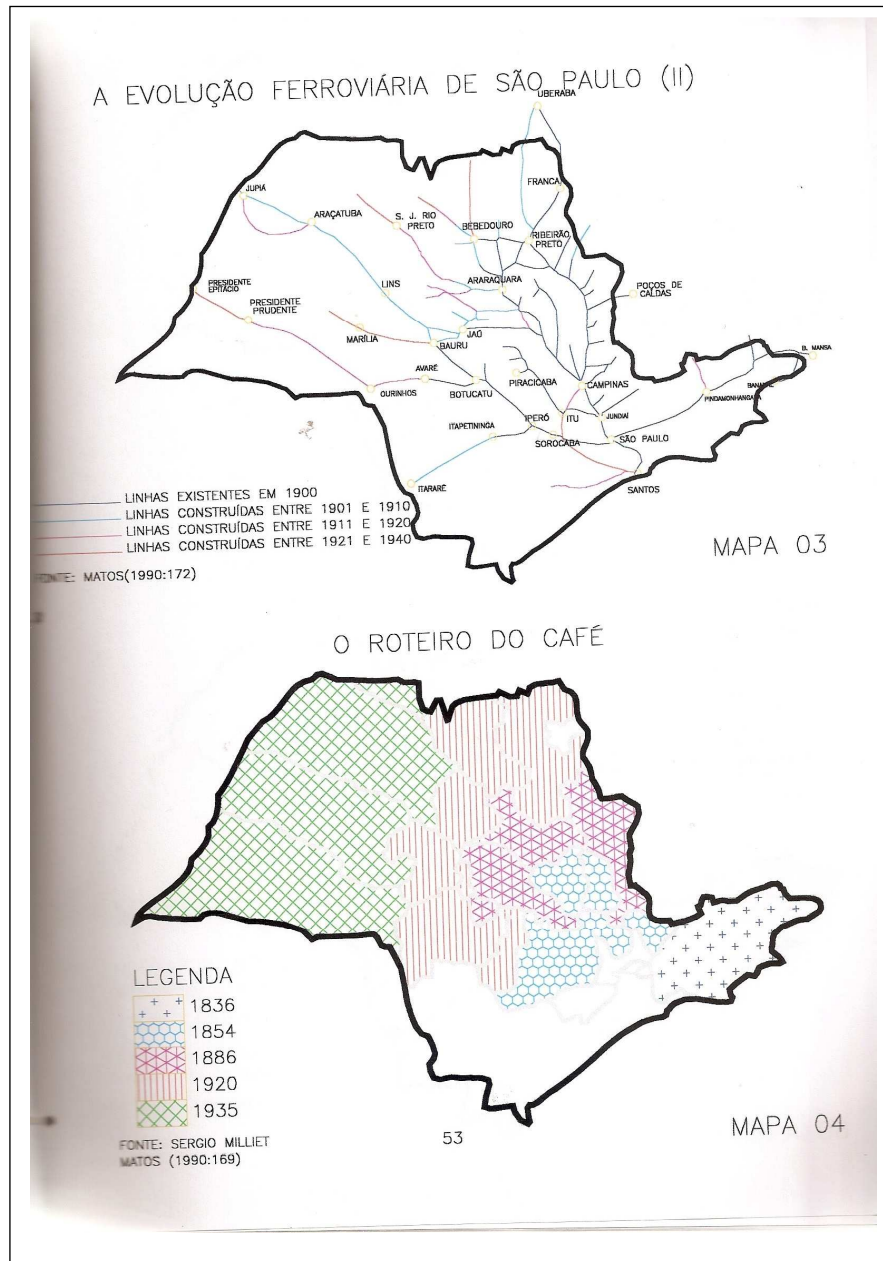 A EVOLUÇÃO FERROVIÁRIA DE SÃO PAULO (II)
UBERABA
FRANCA
JUPIÁ
ARAÇATUBA
S. J. RIO
PRETO
BEBEDOURO
RIBEIRÃO
PRETO
ARARAQUARA
POÇOS DE
CALDAS
PRESIDENTE
EPITÁCIO
PRESIDENTE
PRUDENTE
LINS
MARÍLIA
JAÚ
BAURU
B. MANSA
AVARÉ
PIRACICABA
CAMPINAS
OURINHOS
BOTUCATU
PINDAMONHANGABA
ITAPETININGA
IPERÓ
ITU
JUNDIAÍ
SOROCABA
SÃO PAULO
ITARARÉ
SANTOS
LINHAS EXISTENTES EM 1900
LINHAS CONSTRUÍDAS ENTRE 1901 E 1910
LINHAS CONSTRUÍDAS ENTRE 1911 E 1920
LINHAS CONSTRUÍDAS ENTRE 1921 E 1940
MAPA 03
FONTE: MATOS(1990:172)
O ROTEIRO DO CAFÉ
LEGENDA
1836
1854
1886
1920
1935
FONTE: SERGIO MILLIET
MATOS (1990:169)
53
MAPA 04